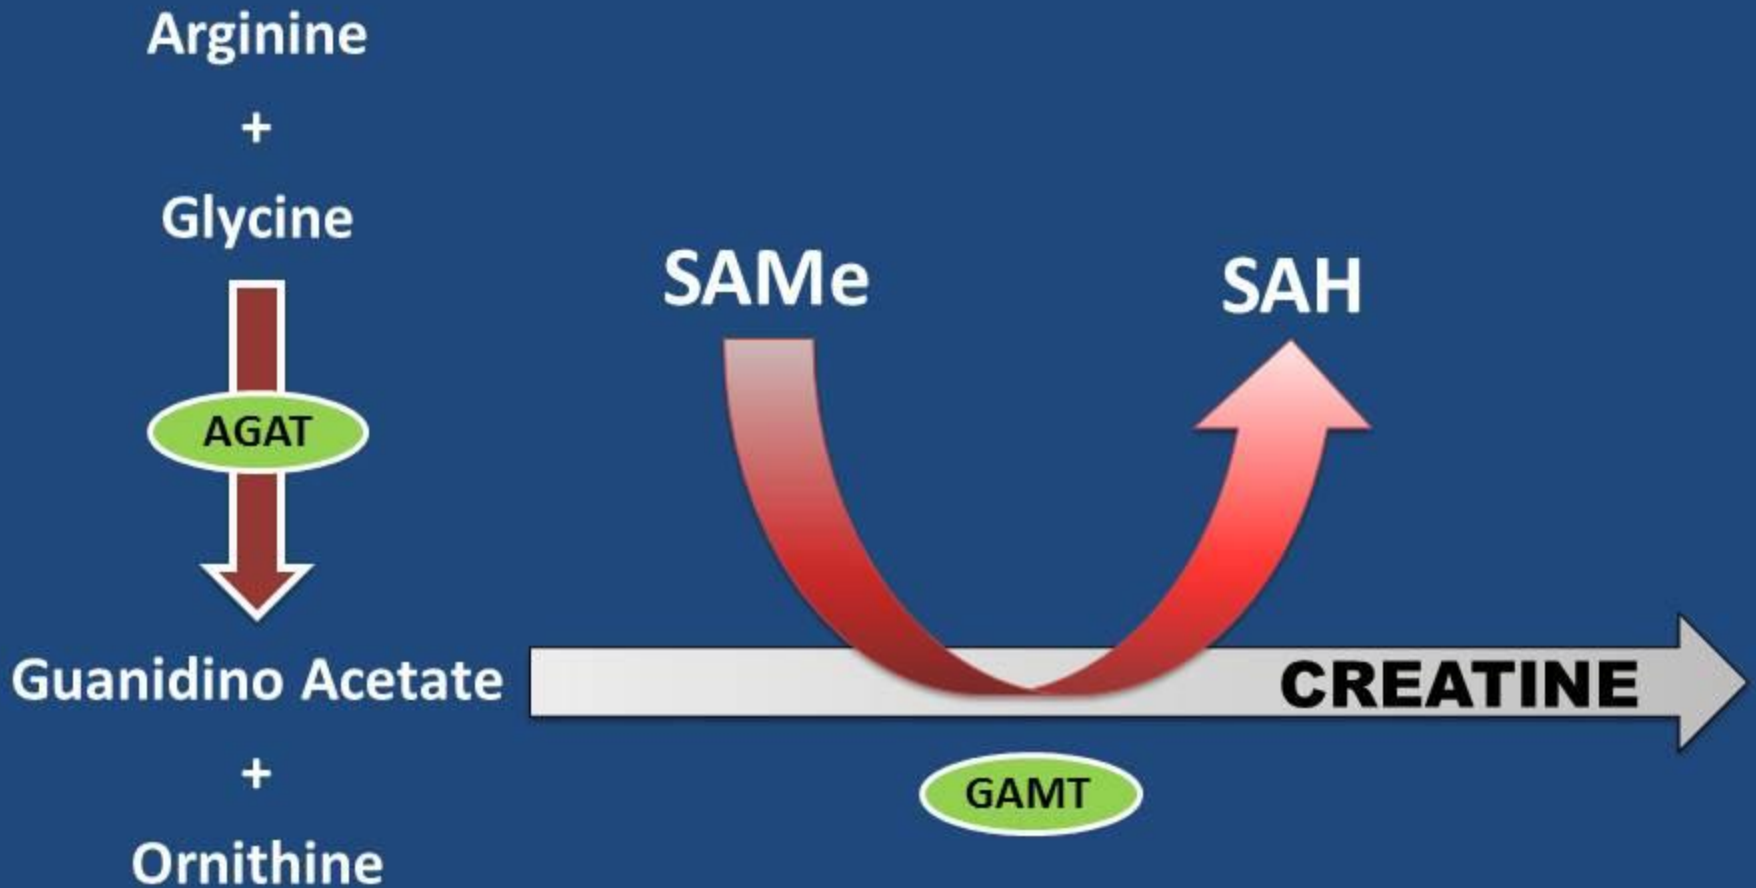 Arginine
+
Glycine
AGAT
Guanidino Acetate
+
Ornithine
SAMe
SAH
CREATINE
GAMT